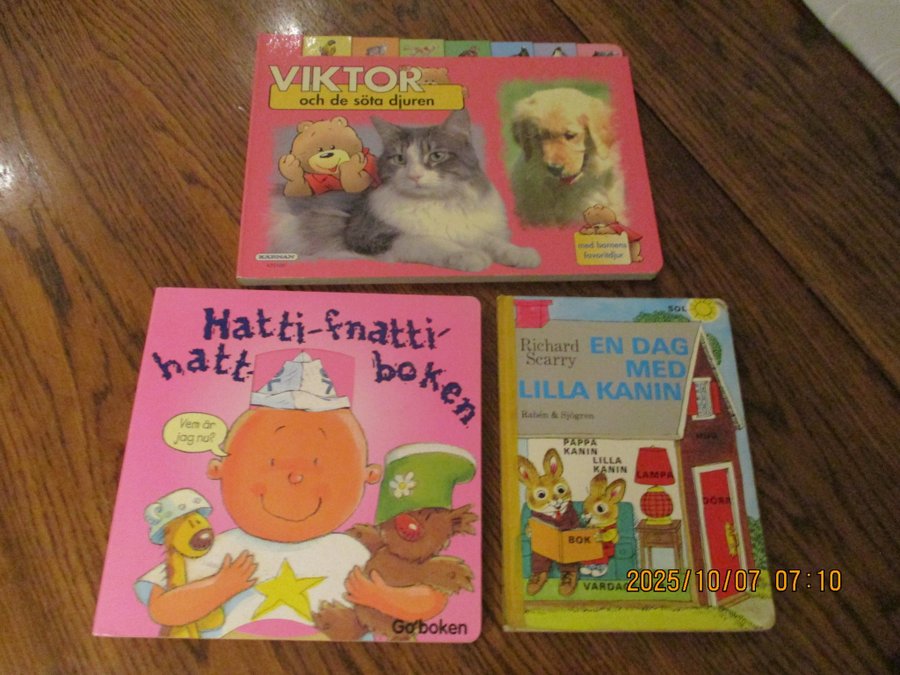 VIKTOR
och de söta djuren
med barnens
favoritdjur
KÄRNAN
Hatti-fnatti-
hatt boken
Vem är
jag nu?
Go'boken
SOL
Richard
Scarry
EN DAG
MED
LILLA KANIN
Rabén & Sjögren
HUS
PAPPA
KANIN
LILLA
KANIN
LAMPA
DÖRR
BOK
2025/10/07 07:10